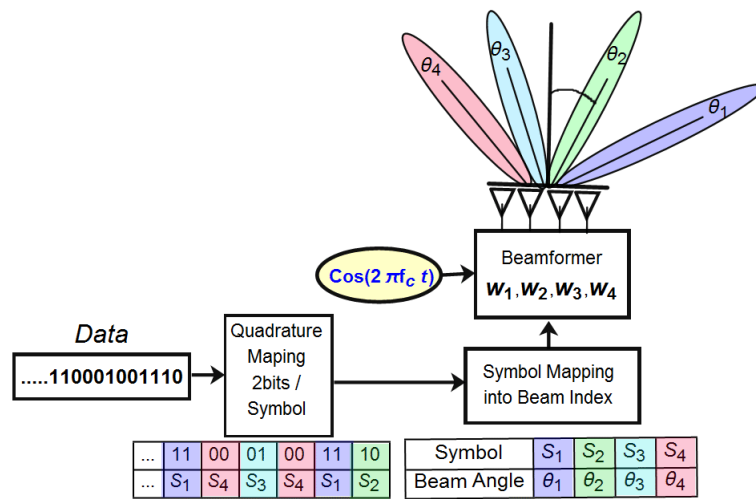 θ4
θ3
θ2
θ1
Cos(2 πfc t)
Beamformer
w1,w2,w3,w4
Data
.....110001001110
Quadrature
Maping
2bits /
Symbol
Symbol Mapping
into Beam Index
... 11 00 01 00 11 10
... S1 S4 S3 S4 S1 S2
Symbol S1 S2 S3 S4
Beam Angle θ1 θ2 θ3 θ4